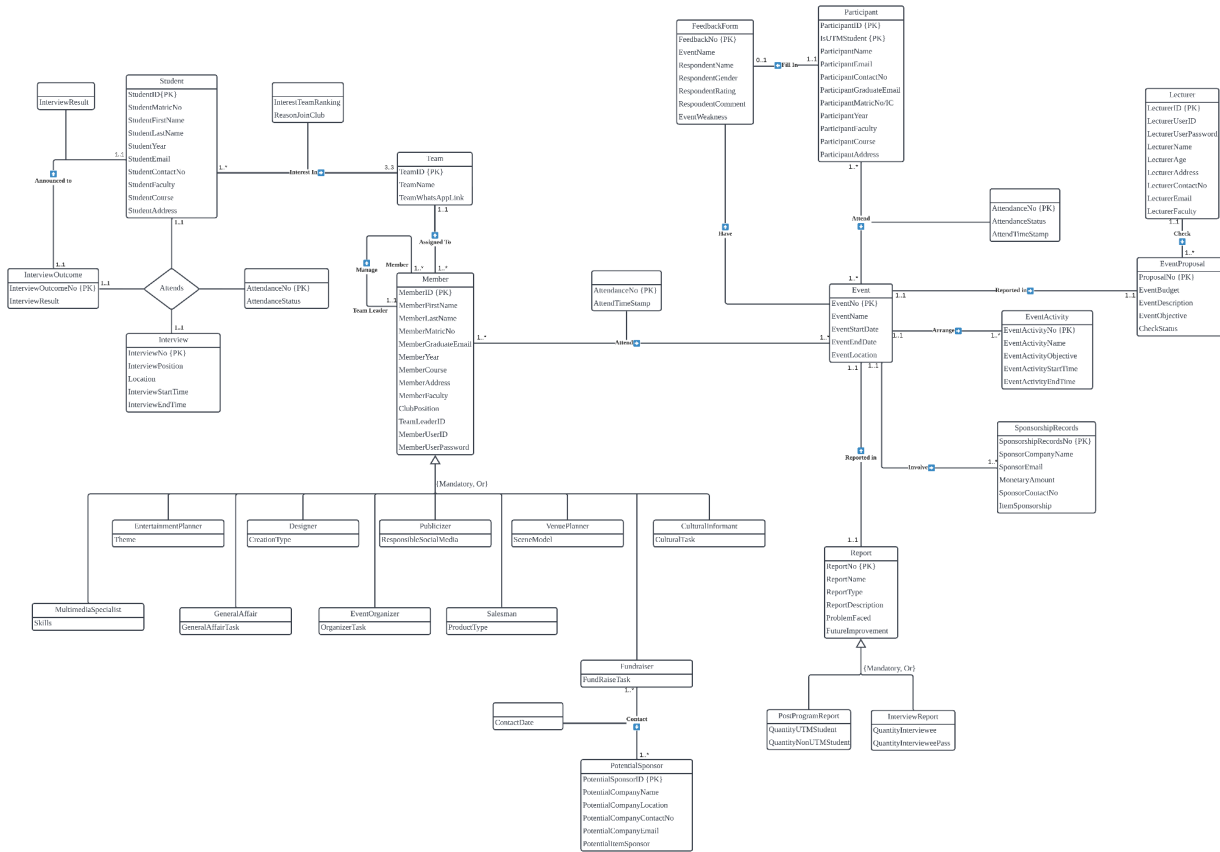 Participant
ParticipantID {PK}
IsUTMStudent {PK}
ParticipantName
ParticipantEmail
ParticipantContactNo
ParticipantGraduateEmail
ParticipantMatricNo/IC
ParticipantYear
ParticipantFaculty
ParticipantCourse
ParticipantAddress
1..*
FeedbackForm
FeedbackNo {PK}
EventName
RespondentName
RespondentGender
RespudentRating
RespoudentComment
EventWeakness
0..1
Fill In
1..1
Student
StudentID{PK}
StudentMatricNo
StudentFirstName
StudentLastName
StudentYear
StudentEmail
StudentContactNo
StudentFaculty
StudentCourse
StudentAddress
1..1
InterviewResult
1..1
Announced to
1..1
InterestTeamRanking
ReasonJoinClub
1..*
Interest In
3..3
Team
TeamID {PK}
TeamName
TeamWhatsAppLink
1..1
Assigned To
1..*
Lecturer
LecturerID {PK}
LecturerUserID
LecturerUserPassword
LecturerName
LecturerAge
LecturerAddress
LecturerContactNo
LecturerEmail
LecturerFaculty
1..1
Check
1..*
Attend
AttendanceNo {PK}
AttendanceStatus
AttendTimeStamp
1..*
Have
InterviewOutcome
InterviewOutcomeNo {PK}
InterviewResult
1..1
Attends
AttendanceNo {PK}
AttendanceStatus
1..1
Interview
InterviewNo {PK}
InterviewPosition
Location
InterviewStartTime
InterviewEndTime
Manage
Member
1..*
1..1
Team Leader
Member
MemberID {PK}
MemberFirstName
MemberLastName
MemberMatricNo
MemberGraduateEmail
MemberYear
MemberCourse
MemberAddress
MemberFaculty
ClubPosition
TeamLeaderID
MemberUserID
MemberUserPassword
AttendanceNo {PK}
AttendTimeStamp
1..*
Attend
1..*
Event
EventNo {PK}
EventName
EventStartDate
EventEndDate
EventLocation
1..1
Reported in
1..1
EventProposal
ProposalNo {PK}
EventBudget
EventDescription
EventObjective
CheckStatus
1..1
Arrange
1..*
EventActivity
EventActivityNo {PK}
EventActivityName
EventActivityObjective
EventActivityStartTime
EventActivityEndTime
1..1
1..1
Involve
1..*
SponsorshipRecords
SponsorshipRecordsNo {PK}
SponsorCompanyName
SponsorEmail
MonetaryAmount
SponsorContactNo
ItemSponsorship
Reported in
1..1
{Mandatory, Or}
EntertainmentPlanner
Theme
Designer
CreationType
Publicizer
ResponsibleSocialMedia
VenuePlanner
SceneModel
CulturalInformant
CulturalTask
MultimediaSpecialist
Skills
GeneralAffair
GeneralAffairTask
EventOrganizer
OrganizerTask
Salesman
ProductType
Report
ReportNo {PK}
ReportName
ReportType
ReportDescription
ProblemFaced
FutureImprovement
{Mandatory, Or}
PostProgramReport
QuantityUTMStudent
QuantityNonUTMStudent
InterviewReport
QuantityInterviewee
QuantityIntervieweePass
Fundraiser
FundRaiseTask
1..*
ContactDate
Contact
1..*
PotentialSponsor
PotentialSponsorID {PK}
PotentialCompanyName
PotentialCompanyLocation
PotentialCompanyContactNo
PotentialCompanyEmail
PotentialItemSponsor